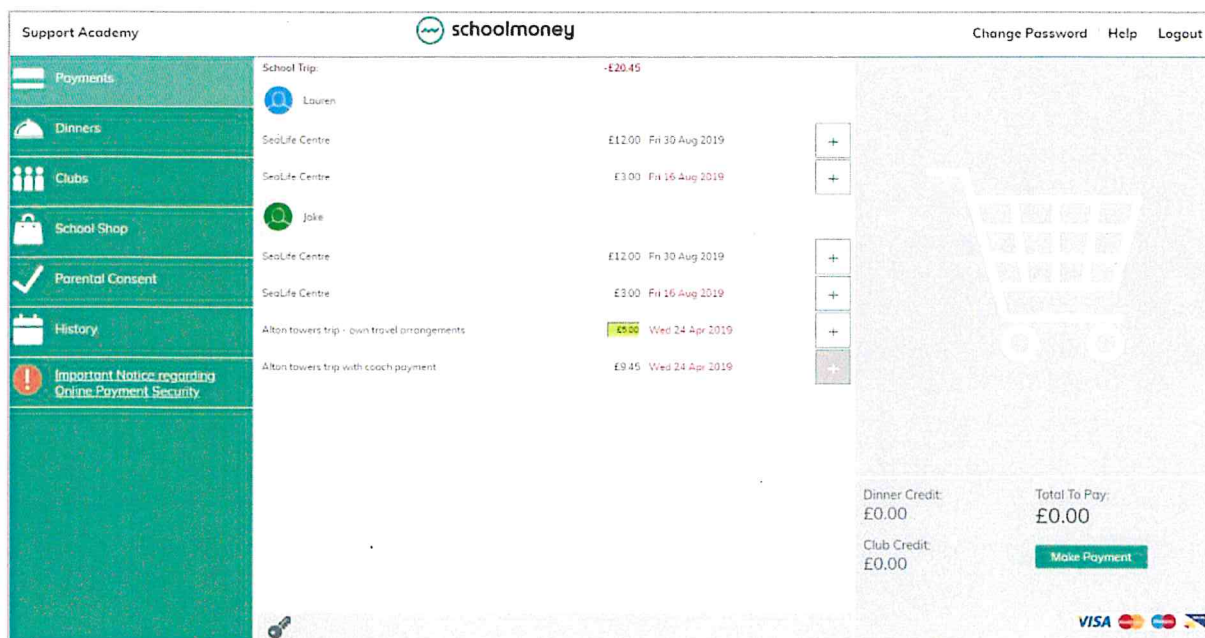 Support Academy
schoolmoney
Change Password Help Logout
Payments
Dinners
Clubs
School Shop
Parental Consent
History
Important Notice regarding
Online Payment Security
School Trip: -£20.45
Lauren
SeaLife Centre £12.00 Fri 30 Aug 2019 +
SeaLife Centre £3.00 Fri 16 Aug 2019 +
Jake
SeaLife Centre £12.00 Fri 30 Aug 2019 +
SeaLife Centre £3.00 Fri 16 Aug 2019 +
Alton towers trip - own travel arrangements £5.00 Wed 24 Apr 2019 +
Alton towers trip with coach payment £9.45 Wed 24 Apr 2019 +
Dinner Credit:
£0.00
Total To Pay:
£0.00
Club Credit:
£0.00
Make Payment
VISA